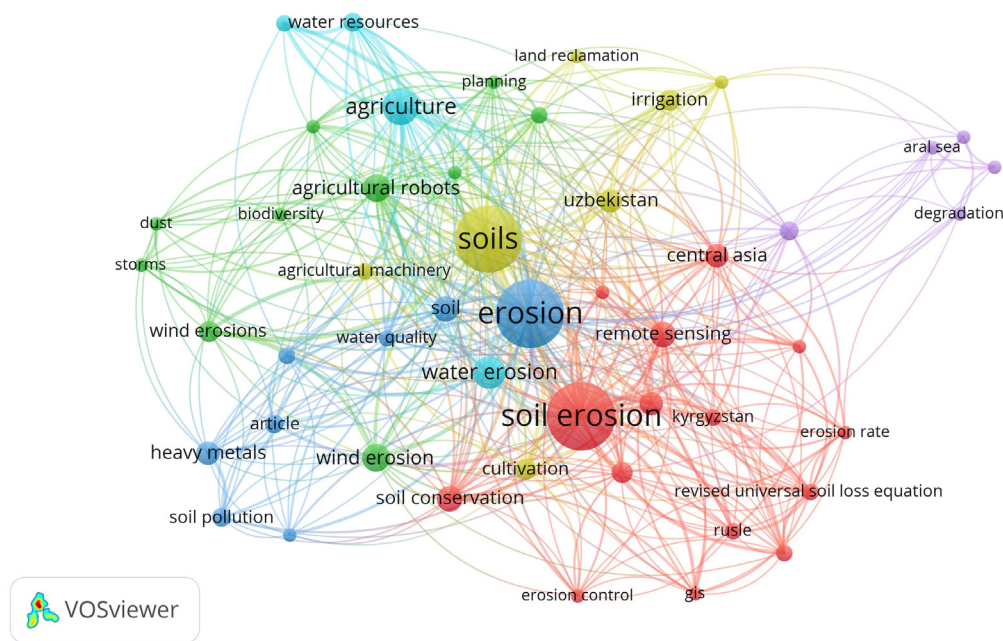 water resources
land reclamation
planning
agriculture
irrigation
aral sea
agricultural robots
uzbekistan
biodiversity
degradation
dust
soils
storms
agricultural machinery
central asia
soil
erosion
wind erosions
water quality
remote sensing
water erosion
soil erosion
kyrgyzstan
article
erosion rate
heavy metals
wind erosion
cultivation
soil conservation
revised universal soil loss equation
soil pollution
rusle
erosion control
gis
VOSviewer